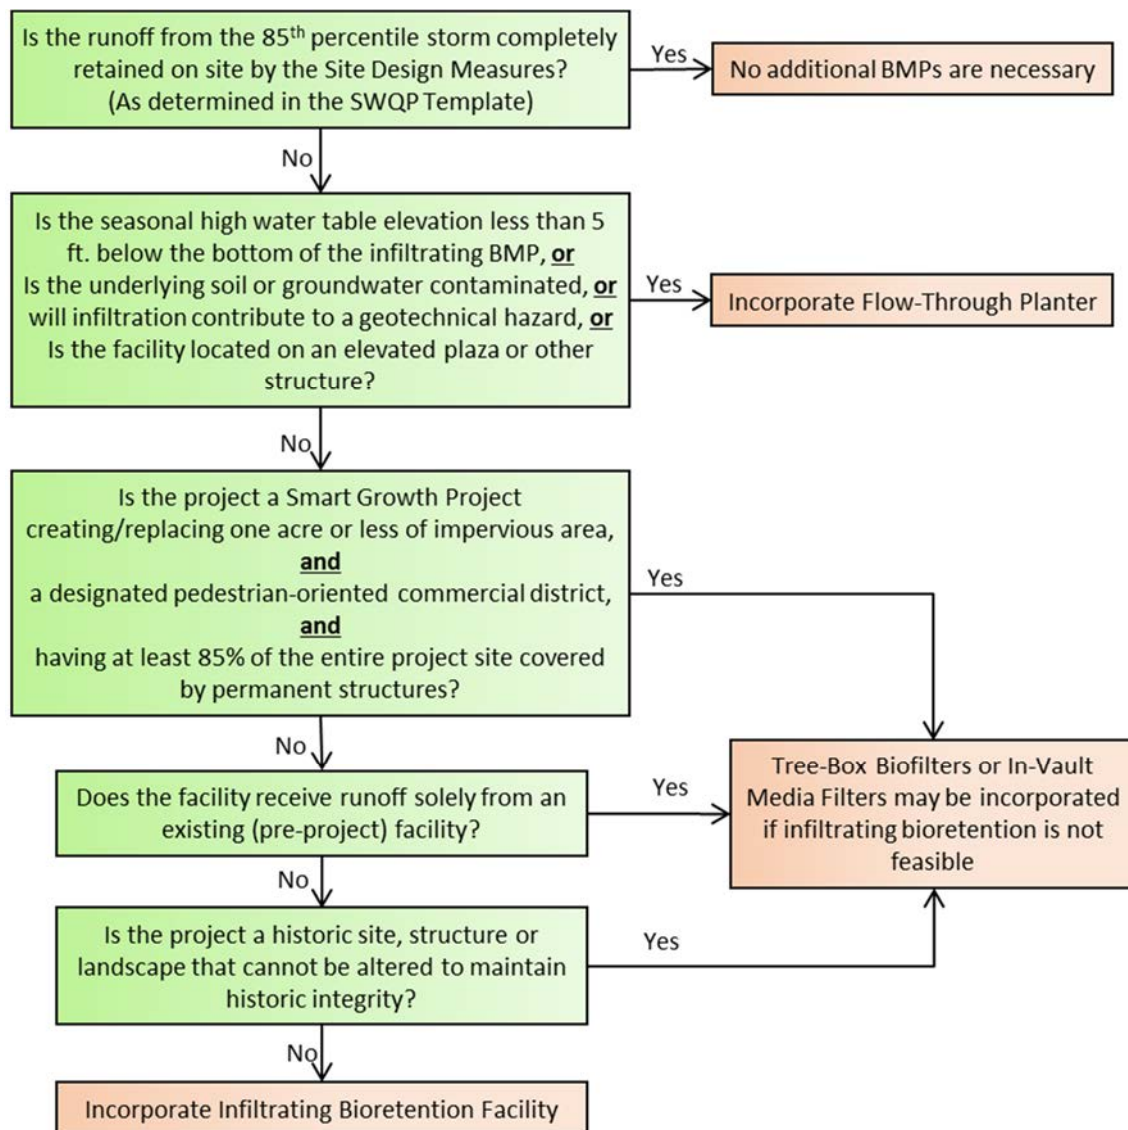 Is the runoff from the 85th percentile storm completely
retained on site by the Site Design Measures?
(As determined in the SWQP Template)
Yes
No additional BMPs are necessary
No
Is the seasonal high water table elevation less than 5
ft. below the bottom of the infiltrating BMP, or
Is the underlying soil or groundwater contaminated, or
will infiltration contribute to a geotechnical hazard, or
Is the facility located on an elevated plaza or other
structure?
Yes
Incorporate Flow-Through Planter
No
Is the project a Smart Growth Project
creating/replacing one acre or less of impervious area,
and
a designated pedestrian-oriented commercial district,
and
having at least 85% of the entire project site covered
by permanent structures?
Yes
No
Does the facility receive runoff solely from an
existing (pre-project) facility?
Yes
Tree-Box Biofilters or In-Vault
Media Filters may be incorporated
if infiltrating bioretention is not
feasible
No
Is the project a historic site, structure or
landscape that cannot be altered to maintain
historic integrity?
Yes
No
Incorporate Infiltrating Bioretention Facility